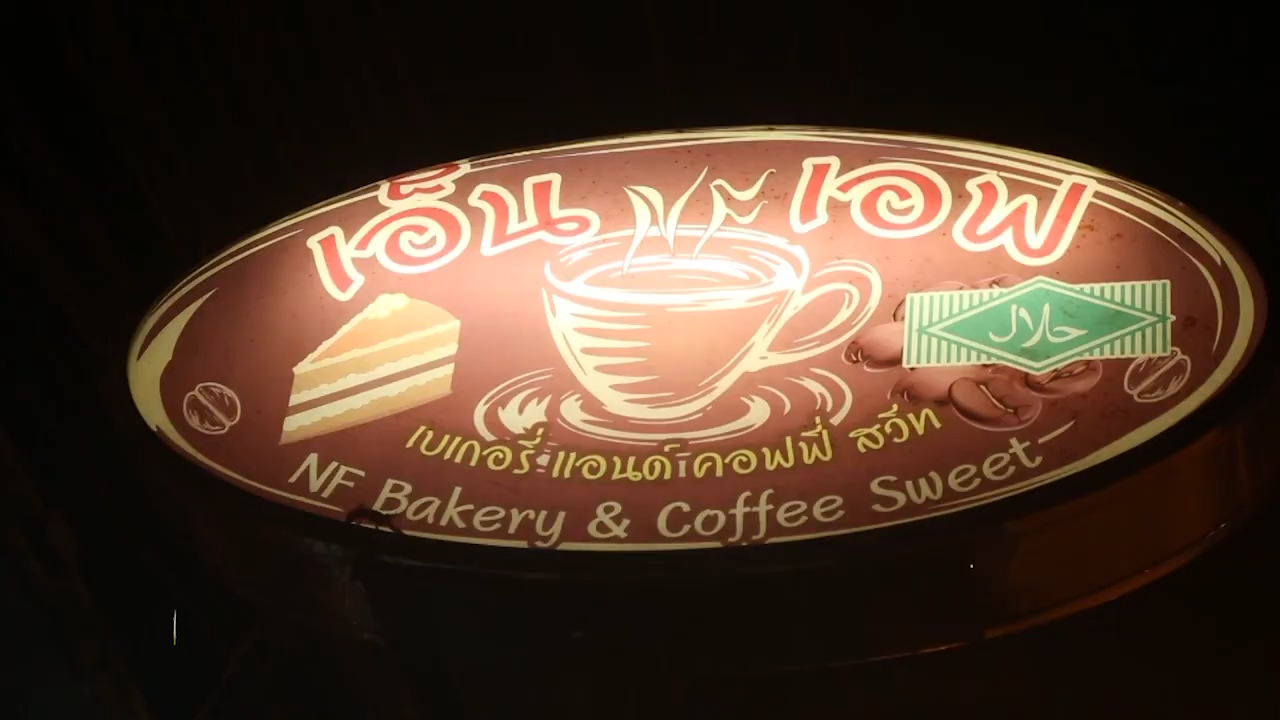 เอ็น NF เอฟ
حلال
เบเกอรี่ แอนด์ คอฟฟี่ สวีท
NF Bakery & Coffee Sweet